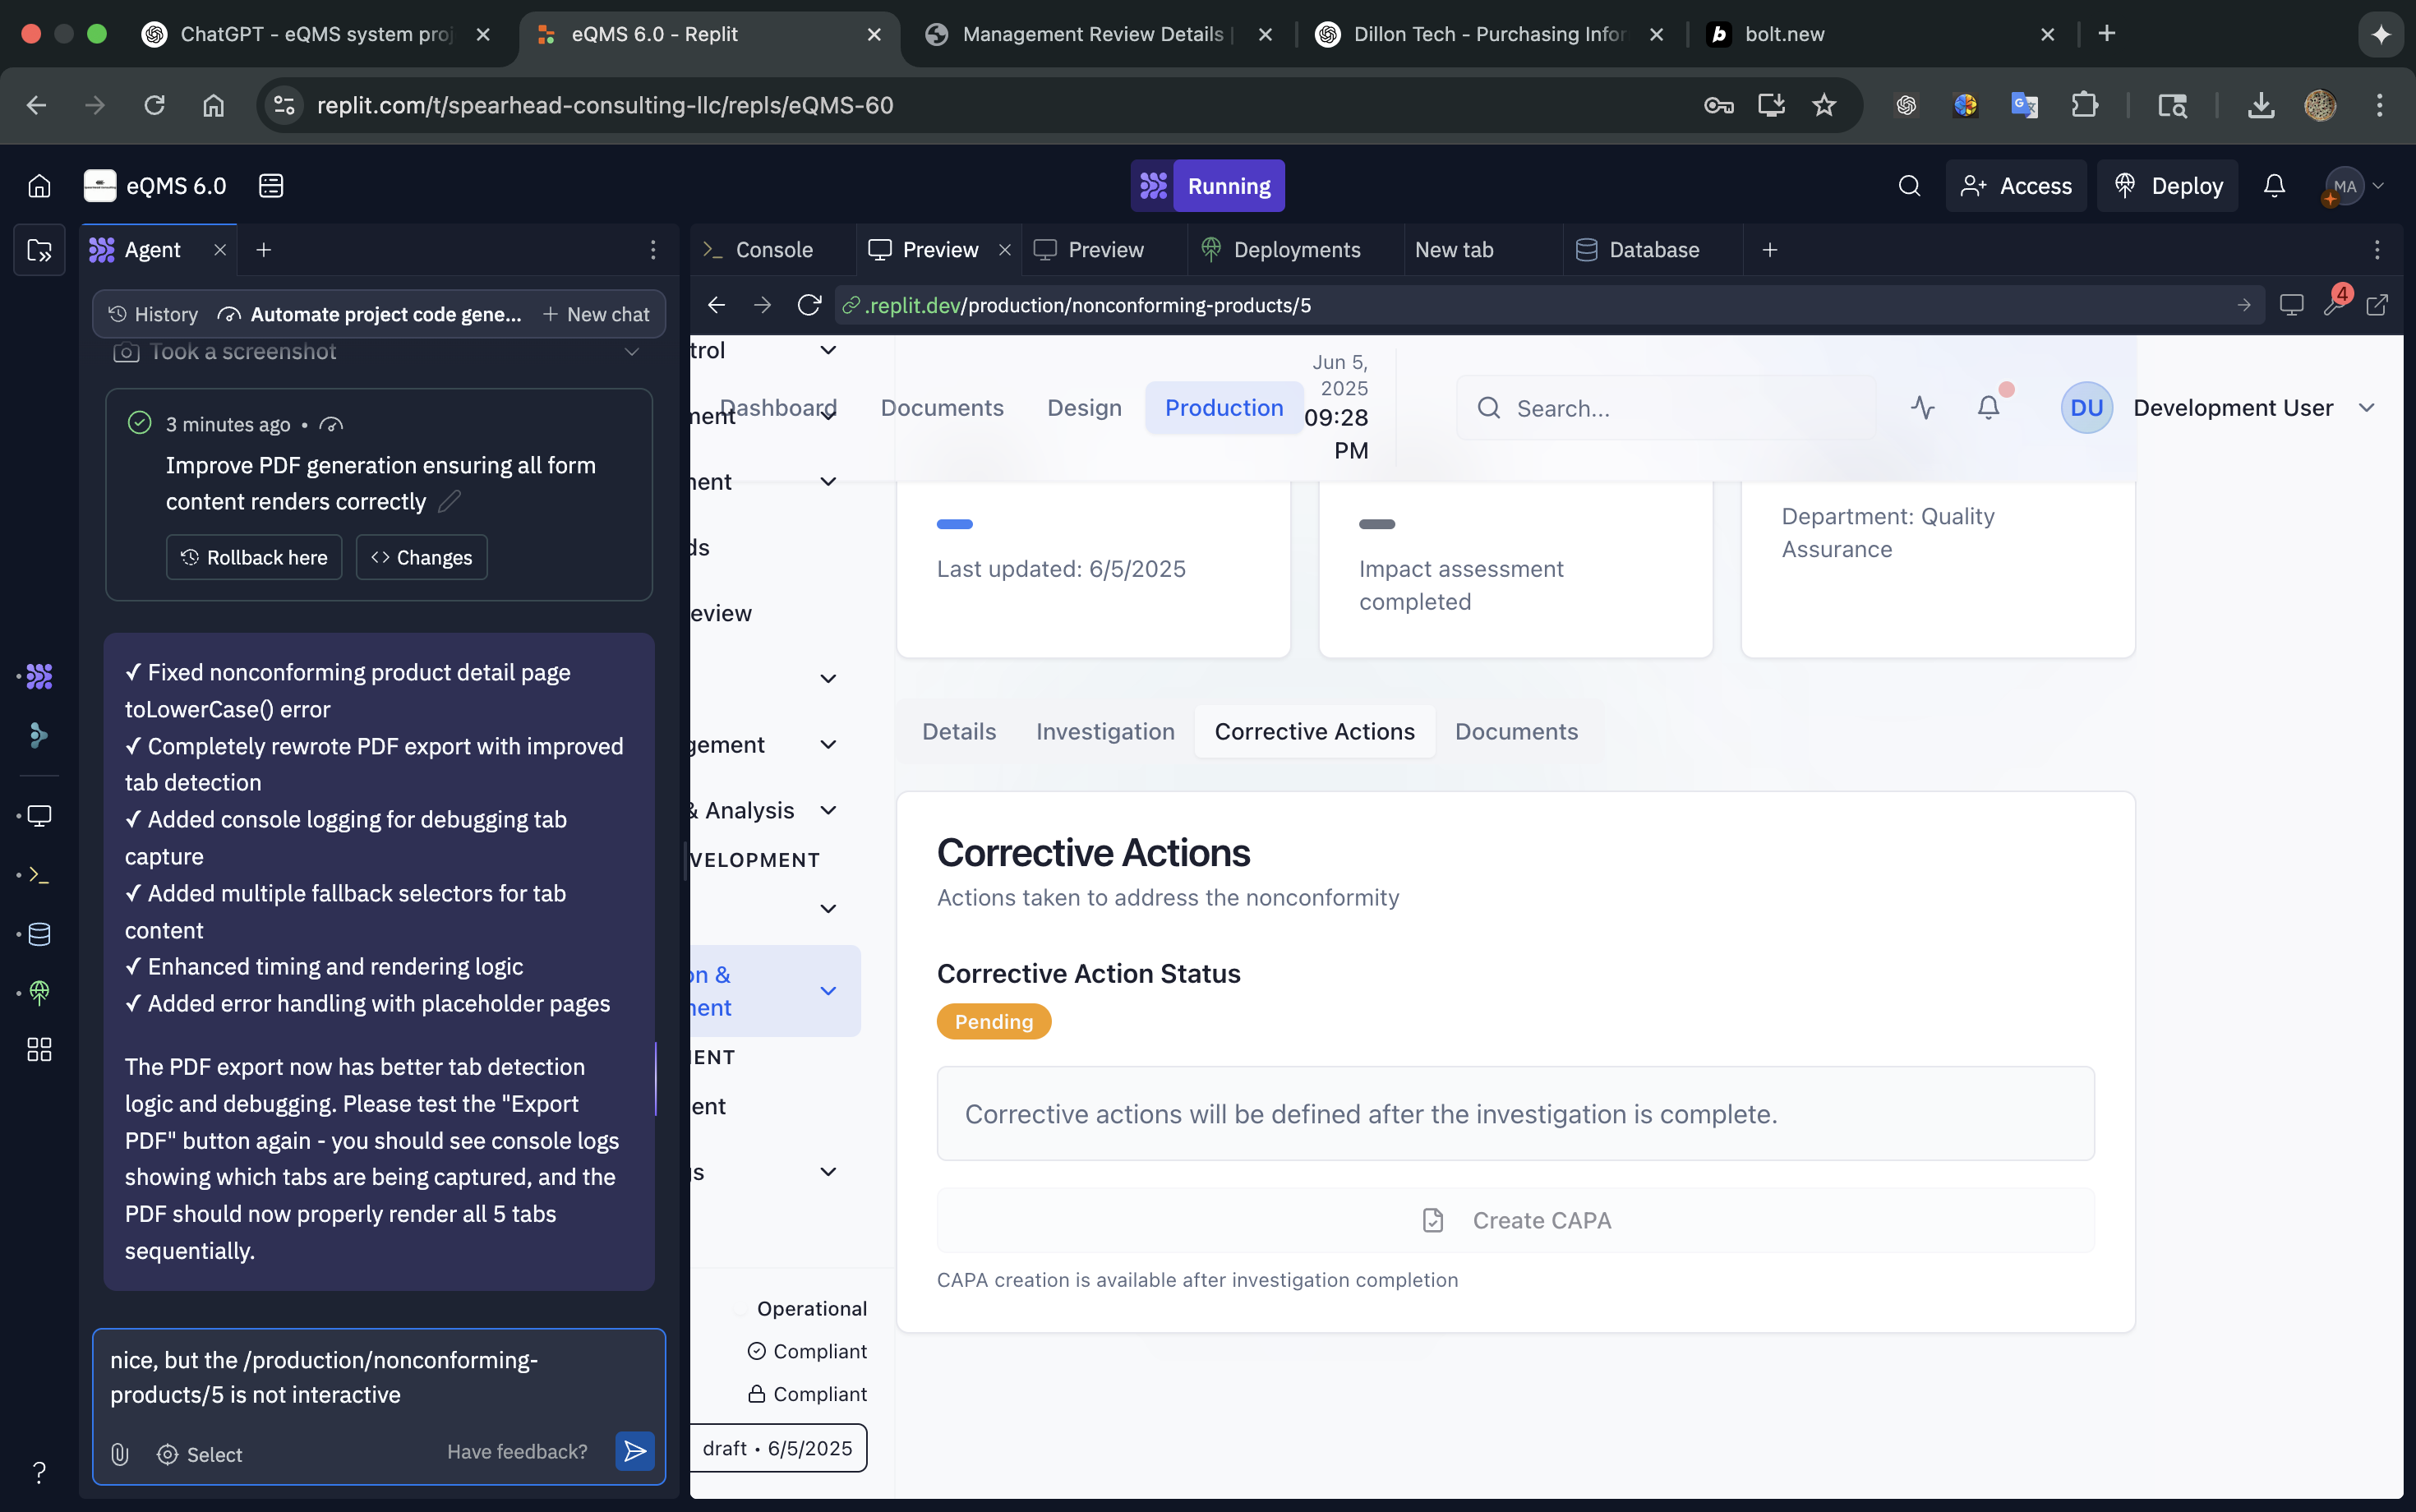 ChatGPT - eQMS system proj
eQMS 6.0 - Replit
Management Review Details |
Dillon Tech - Purchasing Infor
bolt.new
replit.com/t/spearhead-consulting-llc/repls/eQMS-60
eQMS 6.0
Running
Access
Deploy
MA
Agent
Console
Preview
Preview
Deployments
New tab
Database
History
Automate project code gene...
New chat
.replit.dev/production/nonconforming-products/5
4
Took a screenshot
3 minutes ago •
Improve PDF generation ensuring all form
content renders correctly
Rollback here
Changes
✓ Fixed nonconforming product detail page
toLowerCase() error
✓ Completely rewrote PDF export with improved
tab detection
✓ Added console logging for debugging tab
capture
✓ Added multiple fallback selectors for tab
content
✓ Enhanced timing and rendering logic
✓ Added error handling with placeholder pages
The PDF export now has better tab detection
logic and debugging. Please test the "Export
PDF" button again - you should see console logs
showing which tabs are being captured, and the
PDF should now properly render all 5 tabs
sequentially.
nice, but the /production/nonconforming-
products/5 is not interactive
Select
Have feedback?
?
trol
ment
ment
ds
eview
gement
& Analysis
VELOPMENT
on &
ment
MENT
ent
gs
Operational
Compliant
Compliant
draft • 6/5/2025
Dashboard
Documents
Design
Production
Jun 5,
2025
09:28
PM
Search...
DU
Development User
Last updated: 6/5/2025
Impact assessment
completed
Department: Quality
Assurance
Details
Investigation
Corrective Actions
Documents
Corrective Actions
Actions taken to address the nonconformity
Corrective Action Status
Pending
Corrective actions will be defined after the investigation is complete.
Create CAPA
CAPA creation is available after investigation completion